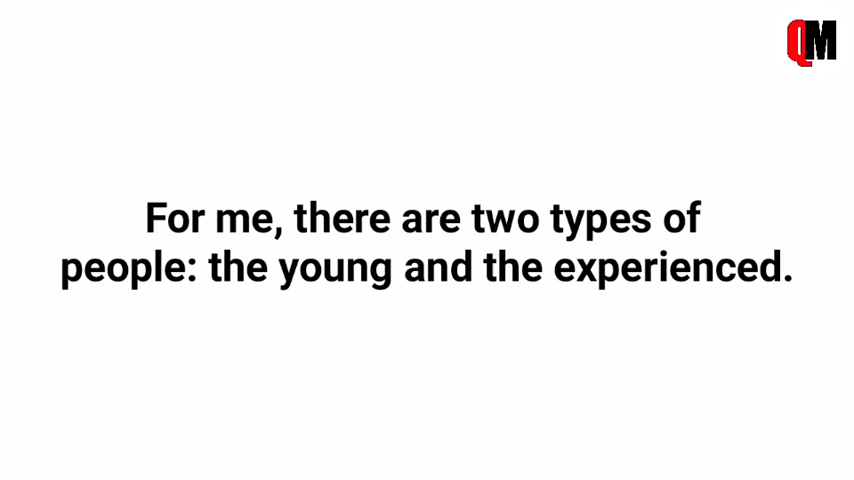 QM
For me, there are two types of
people: the young and the experienced.